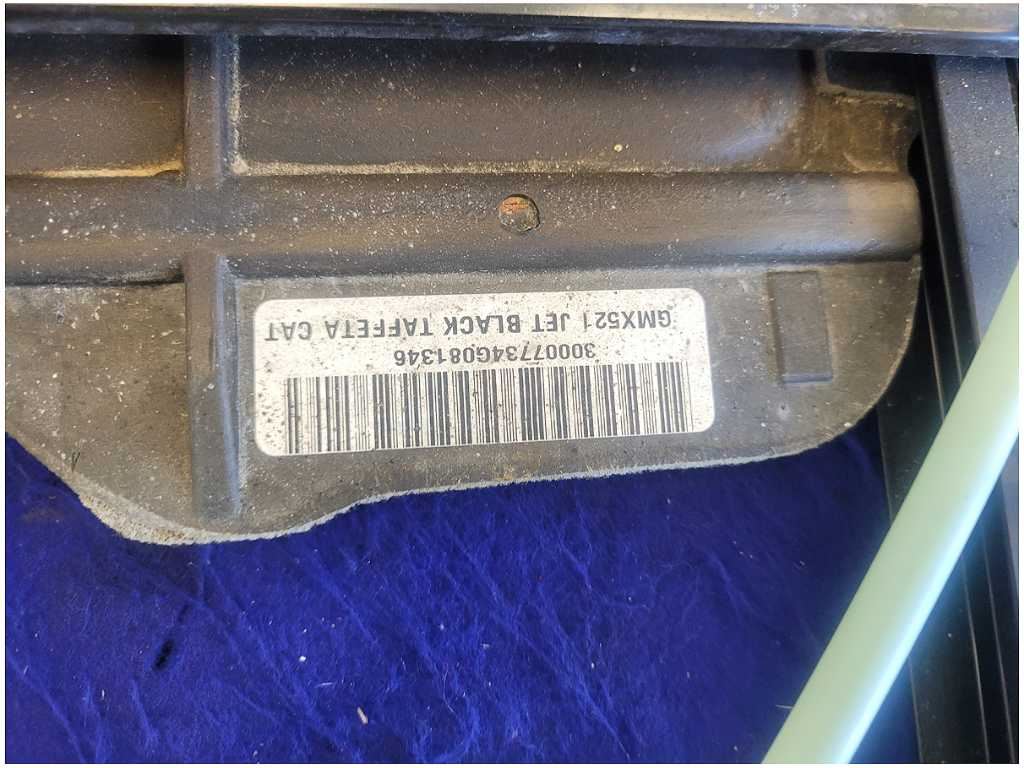 30007734G081346
GMX521 JET BLACK TAFFETA CAT